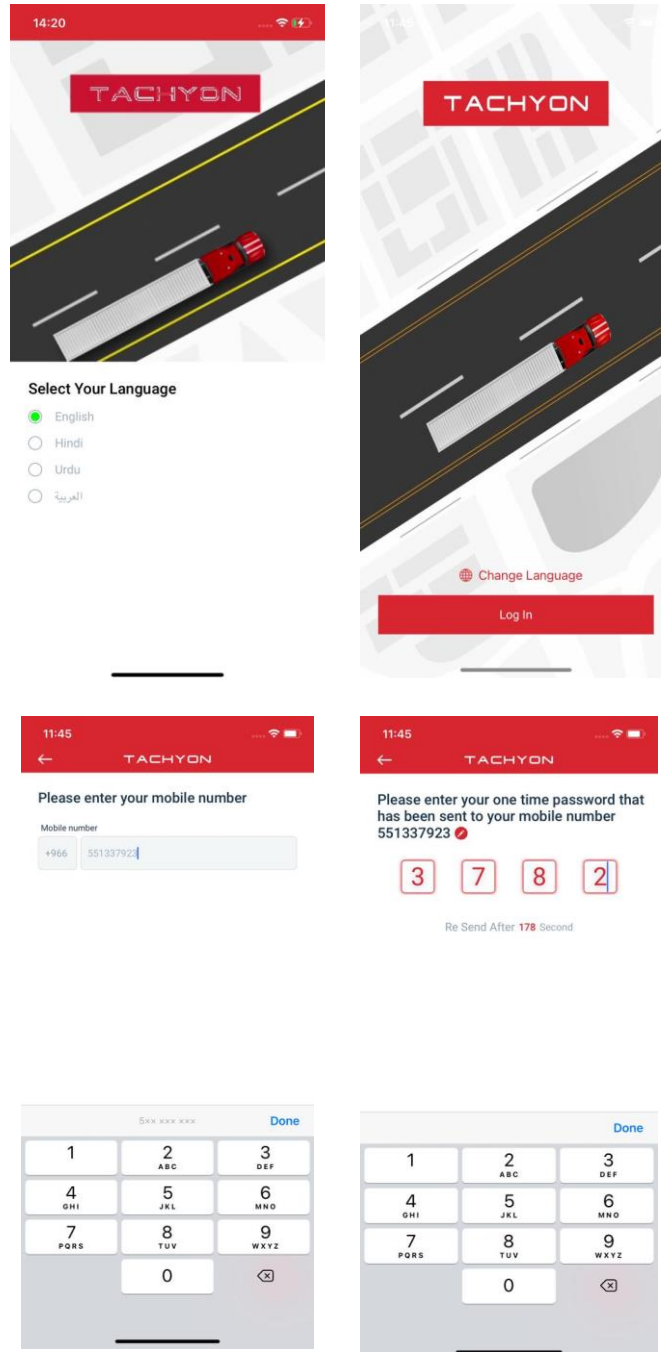 14:20
TACHYON
Select Your Language
English
Hindi
Urdu
العربية
11:45
TACHYON
Change Language
Log In
11:45
TACHYON
Please enter your mobile number
Mobile number
+966 551337923
5×× ××× ××× Done
1 2 3
ABC DEF
4 5 6
GHI JKL MNO
7 8 9
PQRS TUV WXYZ
0
11:45
TACHYON
Please enter your one time password that
has been sent to your mobile number
551337923
3 7 8 2
Re Send After 178 Second
Done
1 2 3
ABC DEF
4 5 6
GHI JKL MNO
7 8 9
PQRS TUV WXYZ
0